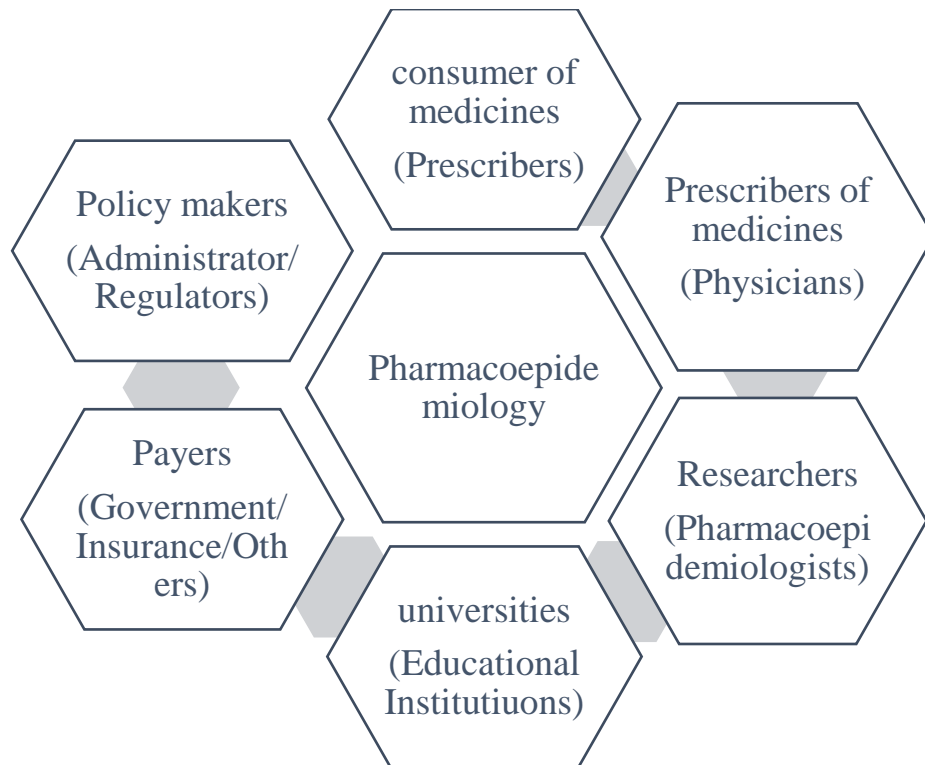 consumer of
medicines
(Prescribers)
Prescribers of
medicines
(Physicians)
Policy makers
(Administrator/
Regulators)
Pharmacoepide
miology
Researchers
(Pharmacoepi
demiologists)
Payers
(Government/
Insurance/Oth
ers)
universities
(Educational
Institutiuons)